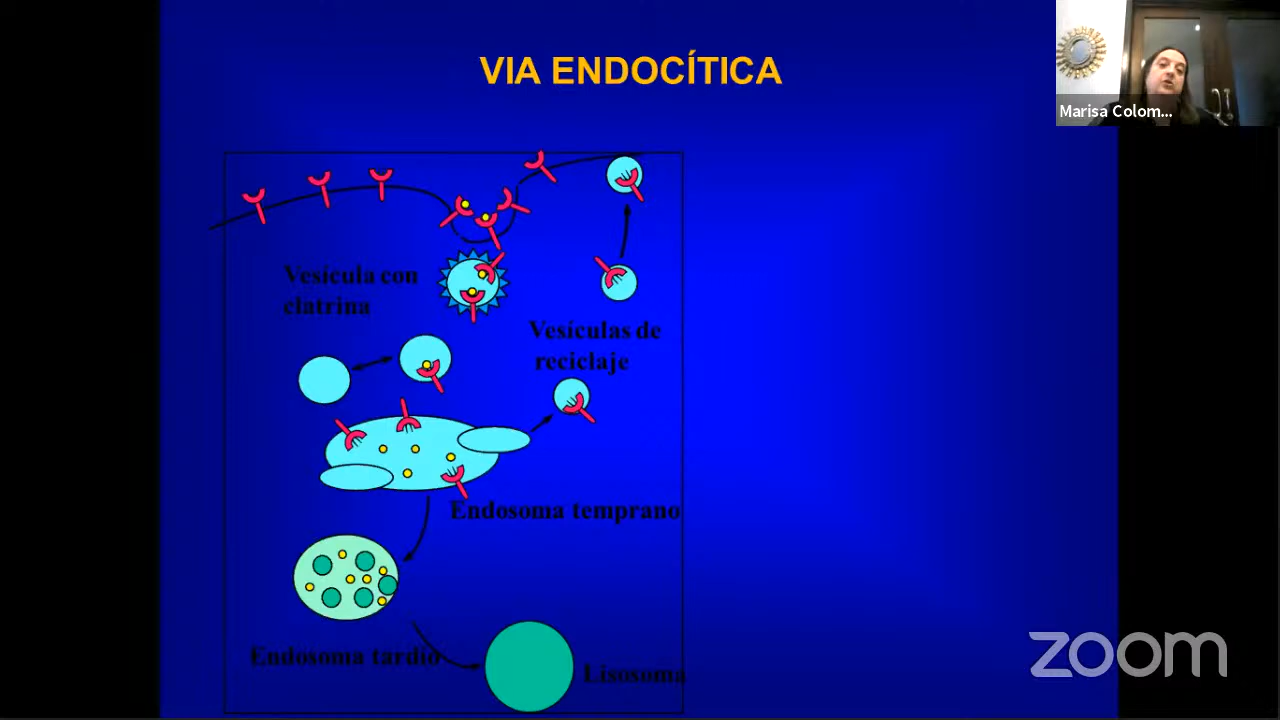 VIA ENDOCÍTICA
Marisa Colom...
Vesícula con
clatrina
Vesículas de
reciclaje
Endosoma temprano
Endosoma tardío
Lisosoma
zoom